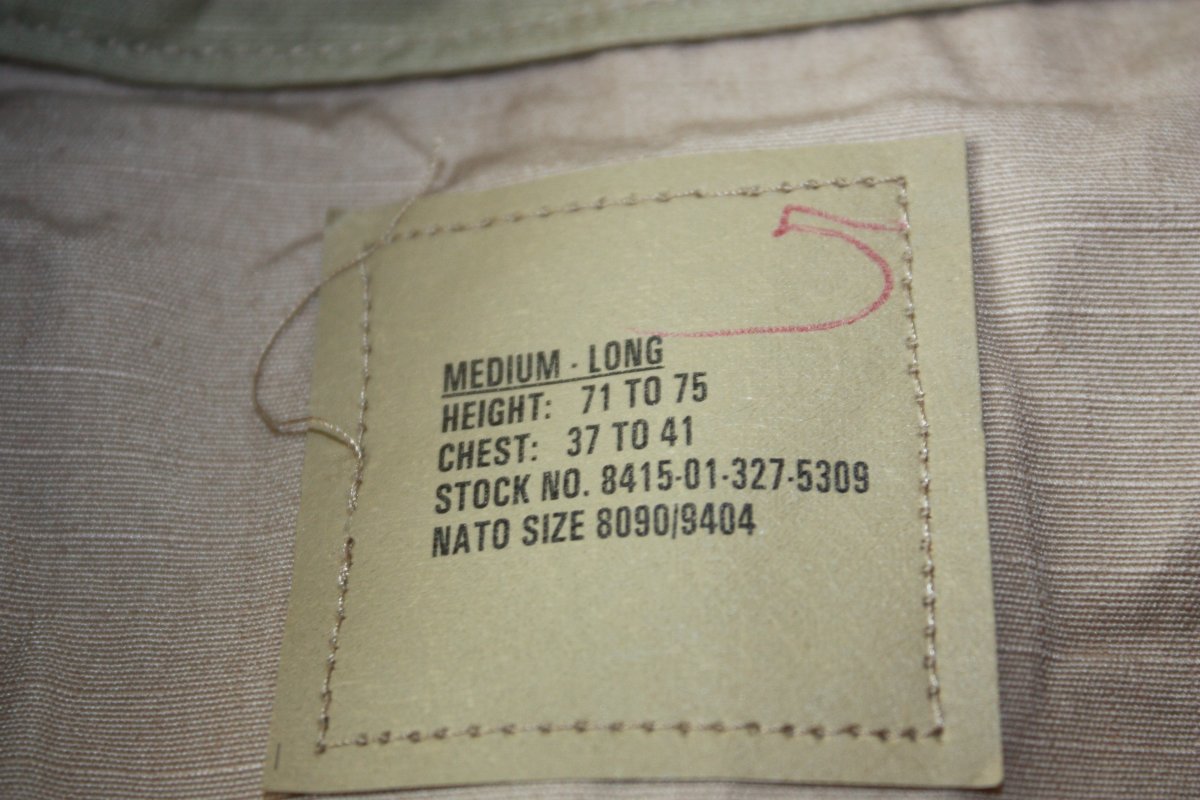 MEDIUM - LONG
HEIGHT: 71 TO 75
CHEST: 37 TO 41
STOCK NO. 8415-01-327-5309
NATO SIZE 8090/9404